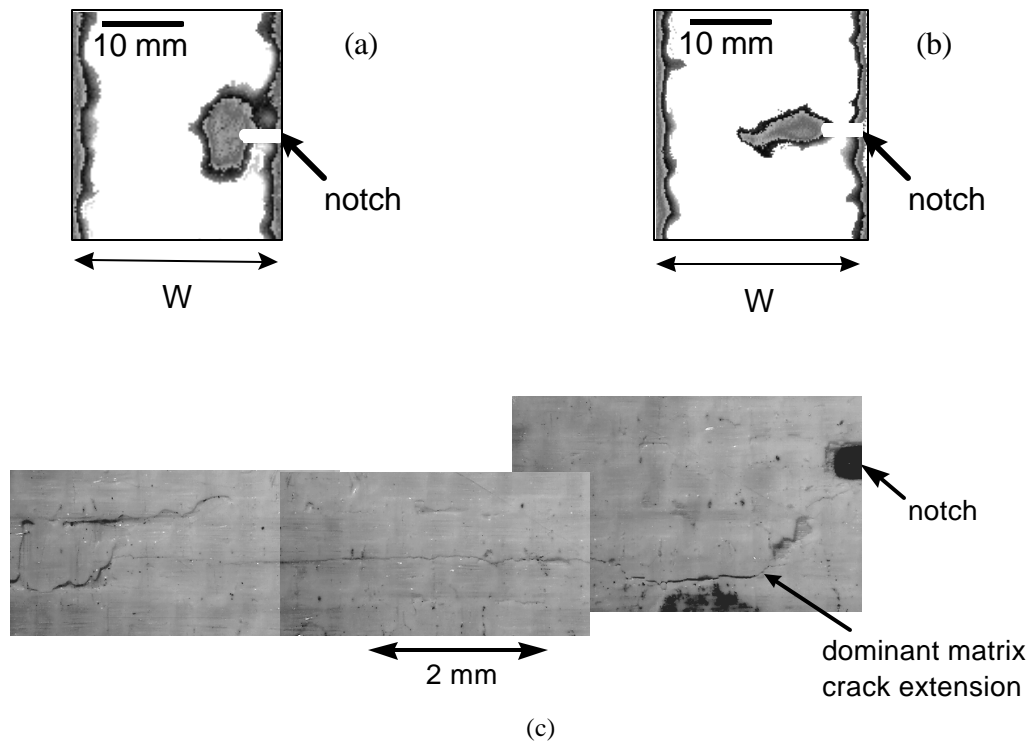 10 mm
(a)
notch
W
10 mm
(b)
notch
W
notch
dominant matrix
crack extension
2 mm
(c)